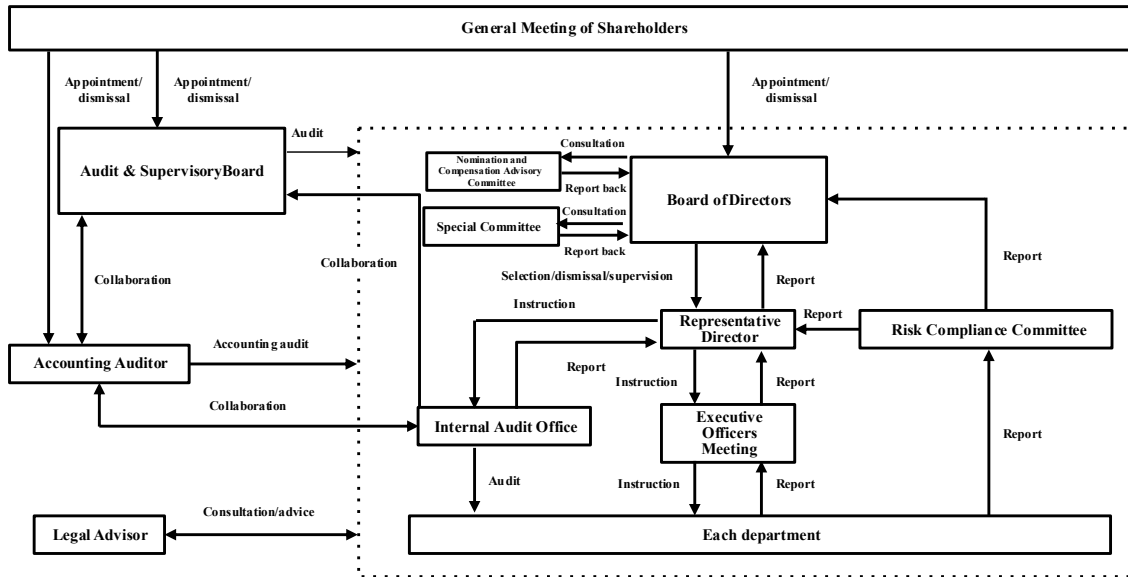 General Meeting of Shareholders
Appointment/
dismissal
Appointment/
dismissal
Appointment/
dismissal
Audit
Audit & SupervisoryBoard
Consultation
Nomination and
Compensation Advisory
Committee
Report back
Board of Directors
Consultation
Special Committee
Report back
Collaboration
Collaboration
Selection/dismissal/supervision
Report
Report
Instruction
Representative
Director
Report
Risk Compliance Committee
Accounting Auditor
Accounting audit
Report
Instruction
Report
Collaboration
Internal Audit Office
Executive
Officers
Meeting
Report
Audit
Instruction
Report
Consultation/advice
Legal Advisor
Each department